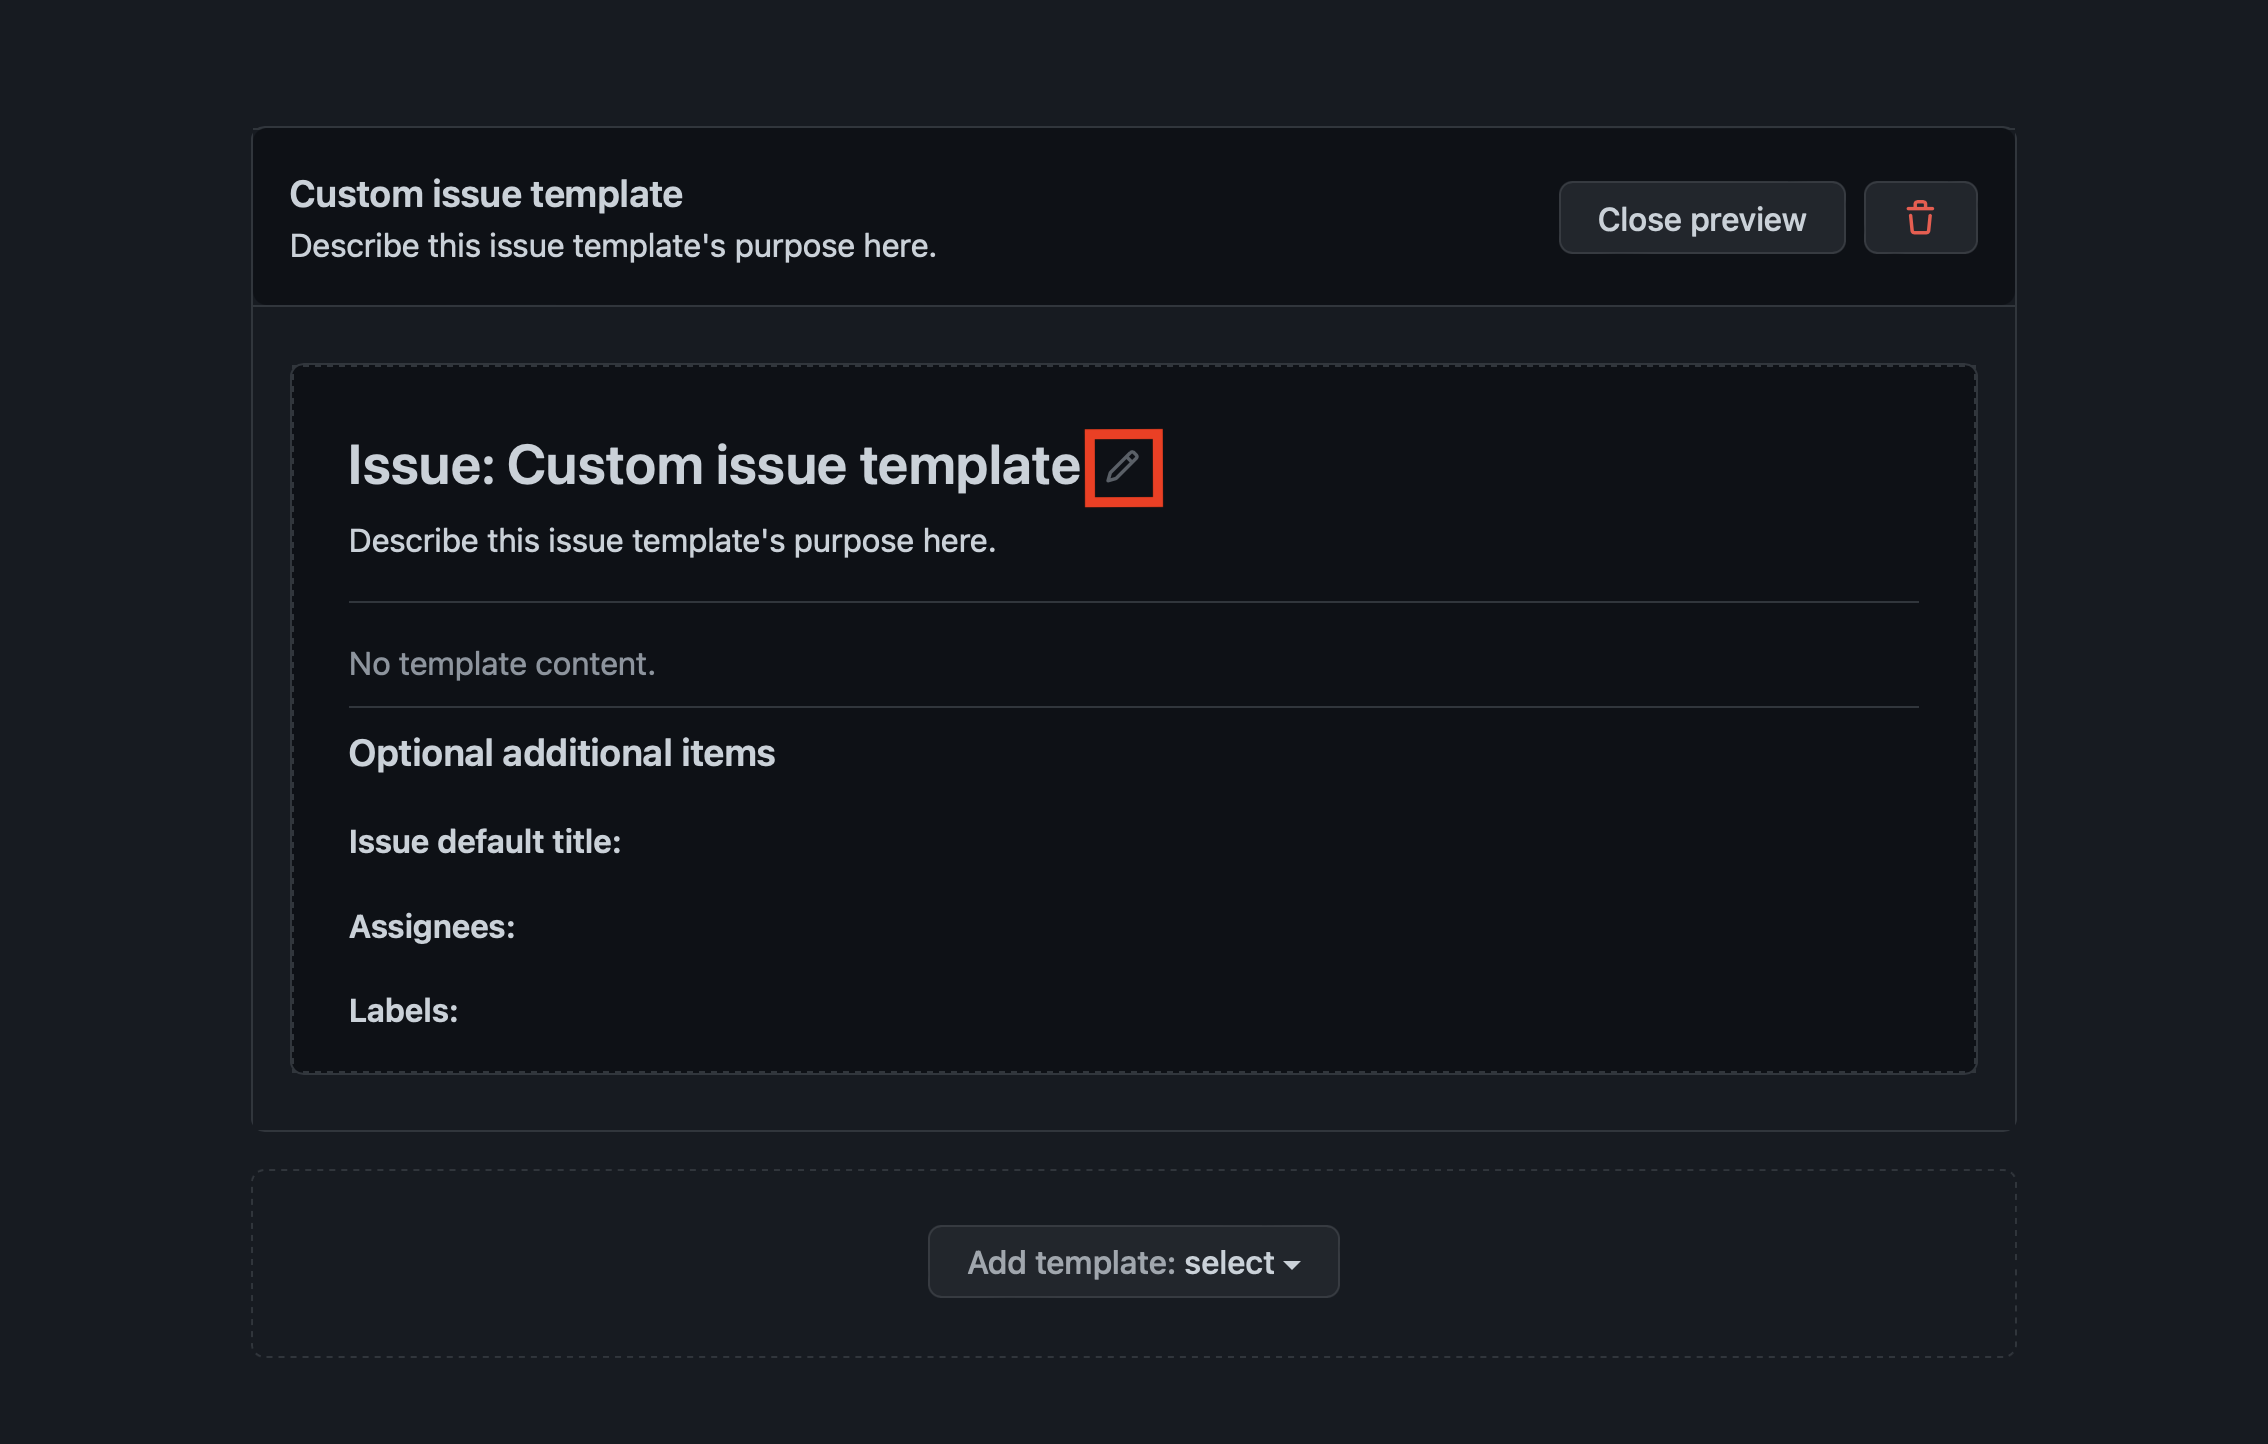 Custom issue template
Describe this issue template's purpose here.
Close preview
Issue: Custom issue template
Describe this issue template's purpose here.
No template content.
Optional additional items
Issue default title:
Assignees:
Labels:
Add template: select